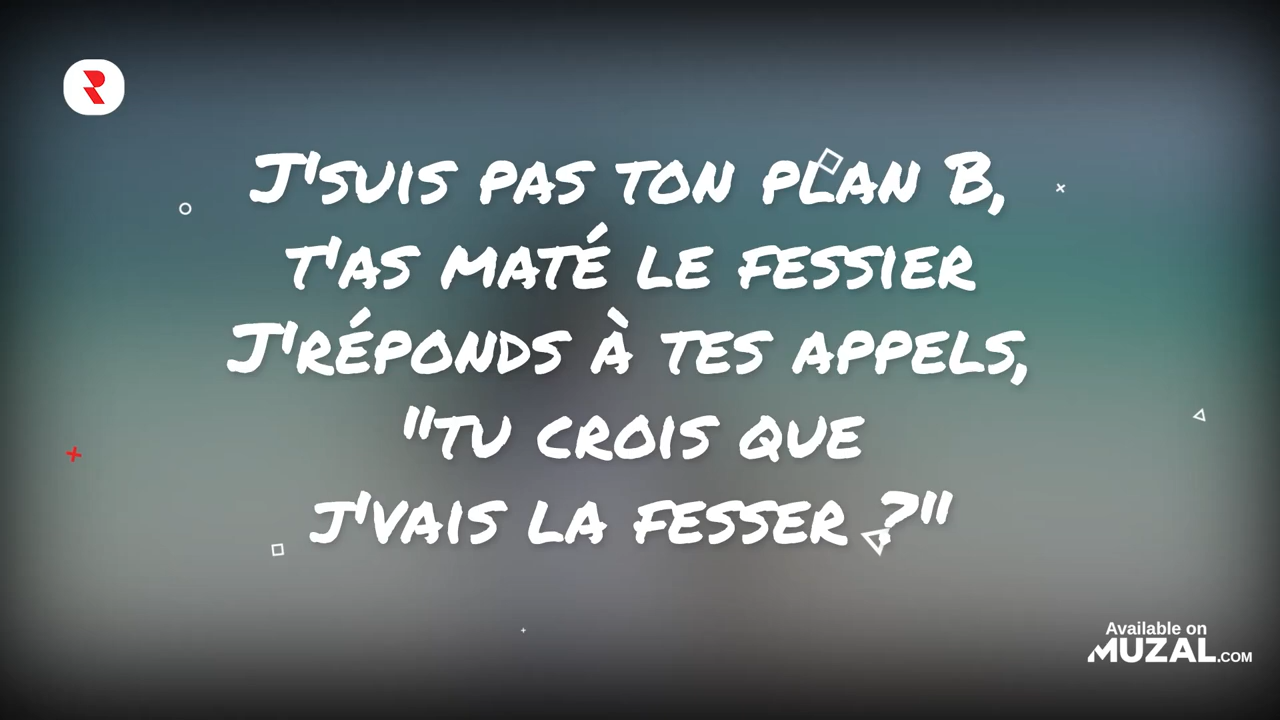 J'SUIS PAS TON PLAN B,
T'AS MATÉ LE FESSIER
J'RÉPONDS À TES APPELS,
"TU CROIS QUE
J'VAIS LA FESSER ?"
Available on
MUZAL.COM